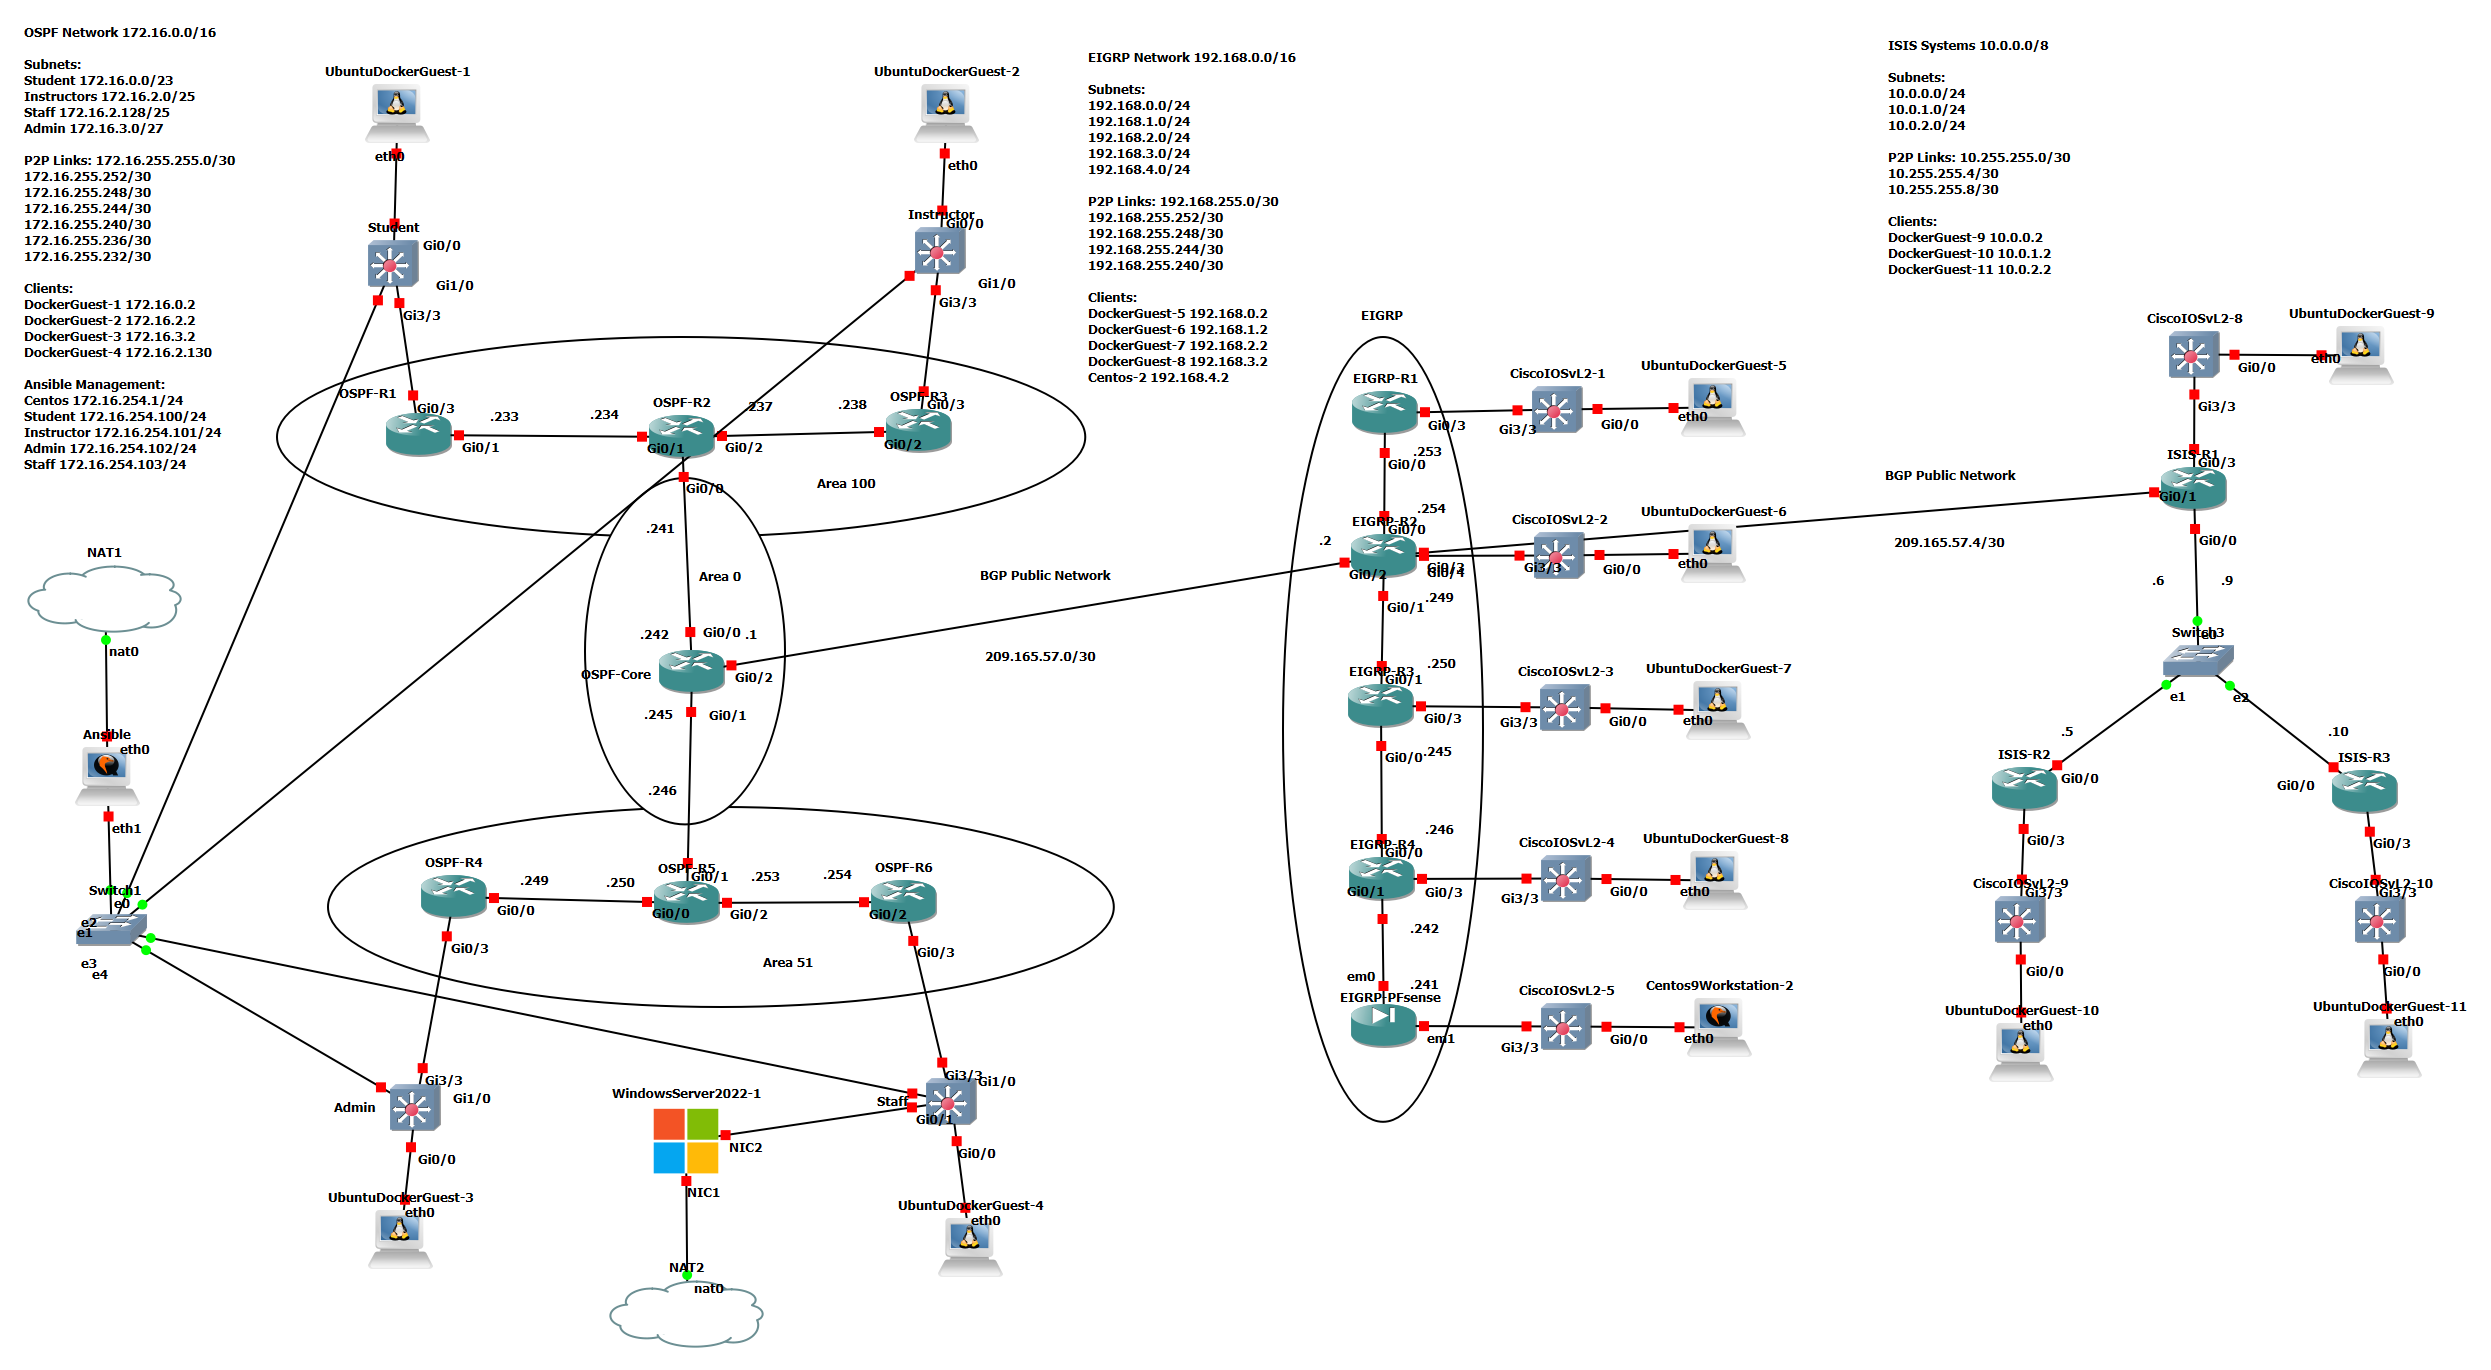 OSPF Network 172.16.0.0/16
Subnets:
Student 172.16.0.0/23
Instructors 172.16.2.0/25
Staff 172.16.2.128/25
Admin 172.16.3.0/27
P2P Links: 172.16.255.255.0/30
172.16.255.252/30
172.16.255.248/30
172.16.255.244/30
172.16.255.240/30
172.16.255.236/30
172.16.255.232/30
Clients:
DockerGuest-1 172.16.0.2
DockerGuest-2 172.16.2.2
DockerGuest-3 172.16.3.2
DockerGuest-4 172.16.2.130
Ansible Management:
Centos 172.16.254.1/24
Student 172.16.254.100/24
Instructor 172.16.254.101/24
Admin 172.16.254.102/24
Staff 172.16.254.103/24
UbuntuDockerGuest-1
eth0
Student
Gi0/0
Gi1/0
Gi3/3
UbuntuDockerGuest-2
eth0
Instructor
Gi0/0
Gi1/0
Gi3/3
OSPF-R1
Gi0/3
Gi0/1
.233
.234
OSPF-R2
Gi0/1
Gi0/2
Gi0/0
.237
.238
OSPF-R3
Gi0/3
Gi0/2
Area 100
.241
Area 0
.242
Gi0/0
.1
OSPF-Core
Gi0/2
.245
Gi0/1
.246
BGP Public Network
209.165.57.0/30
NAT1
nat0
Ansible
eth0
eth1
Switch1
e0
e2
e1
e3
e4
OSPF-R4
Gi0/0
Gi0/3
.249
.250
OSPF-R5
Gi0/1
Gi0/0
Gi0/2
.253
.254
OSPF-R6
Gi0/2
Gi0/3
Area 51
Admin
Gi3/3
Gi1/0
Gi0/0
UbuntuDockerGuest-3
eth0
WindowsServer2022-1
NIC2
NIC1
NAT2
nat0
Staff
Gi3/3
Gi1/0
Gi0/1
Gi0/0
UbuntuDockerGuest-4
eth0
EIGRP Network 192.168.0.0/16
Subnets:
192.168.0.0/24
192.168.1.0/24
192.168.2.0/24
192.168.3.0/24
192.168.4.0/24
P2P Links: 192.168.255.0/30
192.168.255.252/30
192.168.255.248/30
192.168.255.244/30
192.168.255.240/30
Clients:
DockerGuest-5 192.168.0.2
DockerGuest-6 192.168.1.2
DockerGuest-7 192.168.2.2
DockerGuest-8 192.168.3.2
Centos-2 192.168.4.2
EIGRP
EIGRP-R1
Gi0/3
Gi0/0
.253
CiscoIOSvL2-1
Gi3/3
Gi0/0
UbuntuDockerGuest-5
eth0
.254
EIGRP-R2
Gi0/0
.2
Gi0/2
Gi0/3
Gi0/4
.249
Gi0/1
CiscoIOSvL2-2
Gi3/3
Gi0/0
UbuntuDockerGuest-6
eth0
.250
EIGRP-R3
Gi0/1
Gi0/3
Gi0/0
.245
CiscoIOSvL2-3
Gi3/3
Gi0/0
UbuntuDockerGuest-7
eth0
.246
EIGRP-R4
Gi0/0
Gi0/1
Gi0/3
.242
CiscoIOSvL2-4
Gi3/3
Gi0/0
UbuntuDockerGuest-8
eth0
em0
.241
EIGRP-PFsense
em1
CiscoIOSvL2-5
Gi3/3
Gi0/0
Centos9Workstation-2
eth0
ISIS Systems 10.0.0.0/8
Subnets:
10.0.0.0/24
10.0.1.0/24
10.0.2.0/24
P2P Links: 10.255.255.0/30
10.255.255.4/30
10.255.255.8/30
Clients:
DockerGuest-9 10.0.0.2
DockerGuest-10 10.0.1.2
DockerGuest-11 10.0.2.2
BGP Public Network
209.165.57.4/30
CiscoIOSvL2-8
Gi0/0
Gi3/3
UbuntuDockerGuest-9
eth0
ISIS-R1
Gi0/3
Gi0/1
Gi0/0
.6
.9
Switch3
e0
e1
e2
.5
.10
ISIS-R2
Gi0/0
Gi0/3
ISIS-R3
Gi0/0
Gi0/3
CiscoIOSvL2-9
Gi3/3
Gi0/0
CiscoIOSvL2-10
Gi3/3
Gi0/0
UbuntuDockerGuest-10
eth0
UbuntuDockerGuest-11
eth0